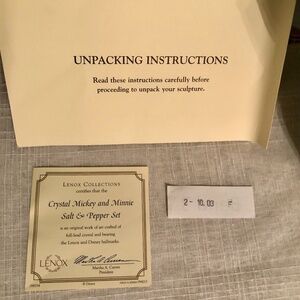 UNPACKING INSTRUCTIONS
Read these instructions carefully before
proceeding to unpack your sculpture.
LENOX COLLECTIONS
certifies that the
Crystal Mickey and Minnie
Salt & Pepper Set
is an original work of art crafted of
full-lead crystal and bearing
the Lenox and Disney hallmarks.
LENOX
Martha A. Curren
President
© Disney
2- 10.03